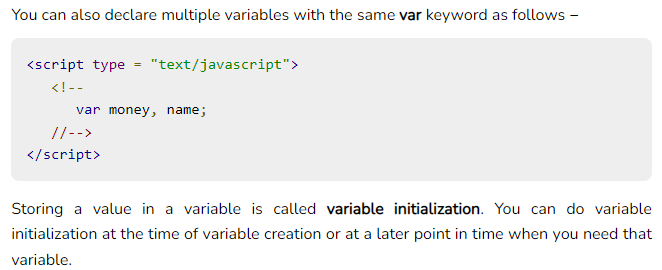 You can also declare multiple variables with the same var keyword as follows −
<script type = "text/javascript">
<!--
var money, name;
//-->
</script>
Storing a value in a variable is called variable initialization. You can do variable
initialization at the time of variable creation or at a later point in time when you need that
variable.